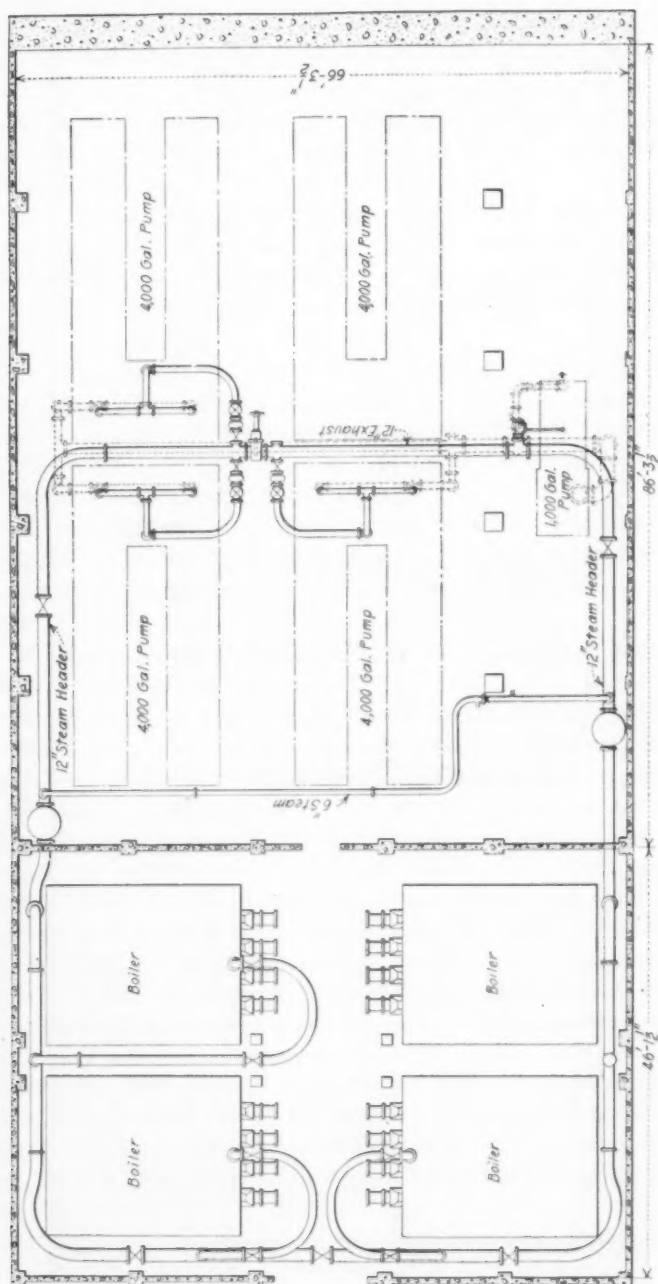 66'-3½"
4,000 Gal. Pump
4,000 Gal. Pump
12" Exhaust
1,000 Gal.
Pump
86'-3½"
12" Steam Header
4,000 Gal. Pump
4,000 Gal. Pump
12" Steam Header
6" Steam
Boiler
Boiler
Boiler
Boiler
46'-1½"